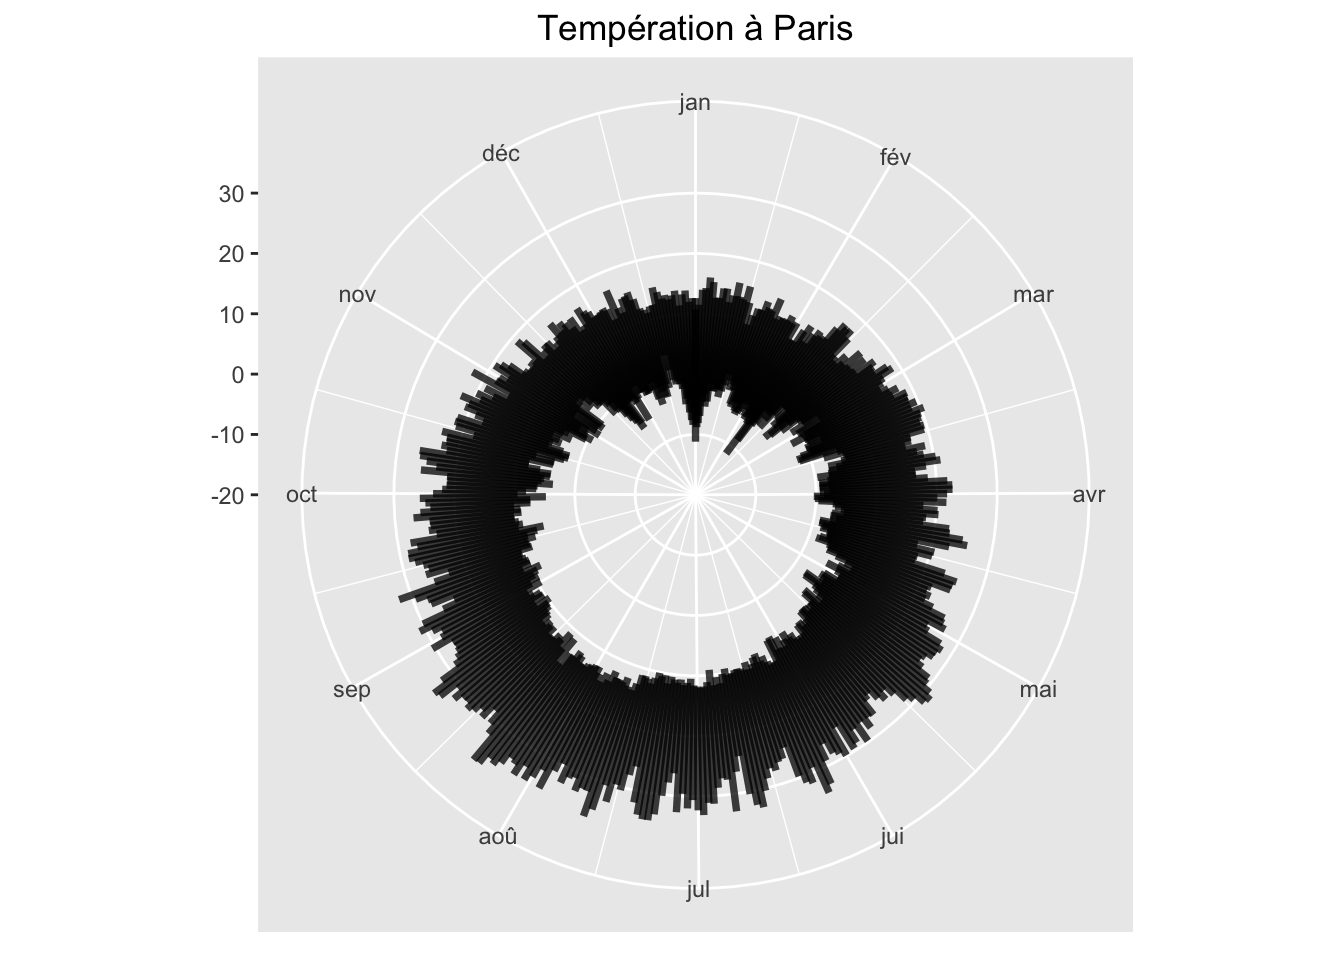 Températion à Paris
jan
déc
fév
30
20
nov
mar
10
0
-10
oct
-20
avr
sep
mai
aoû
jui
jul